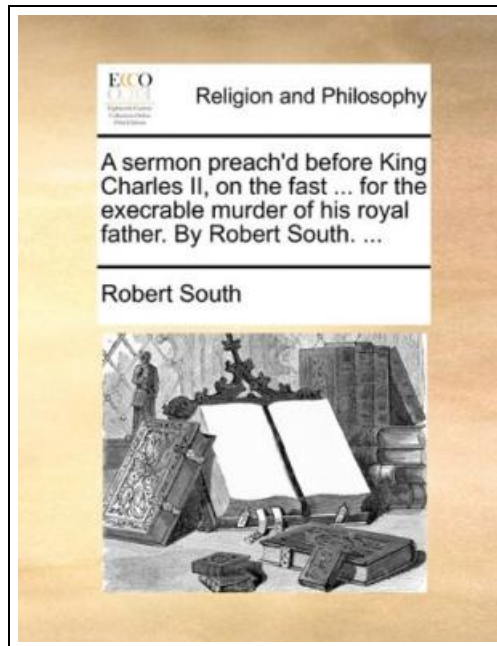 ECCO
Religion and Philosophy
A sermon preach'd before King
Charles II, on the fast ... for the
execrable murder of his royal
father. By Robert South. ...
Robert South